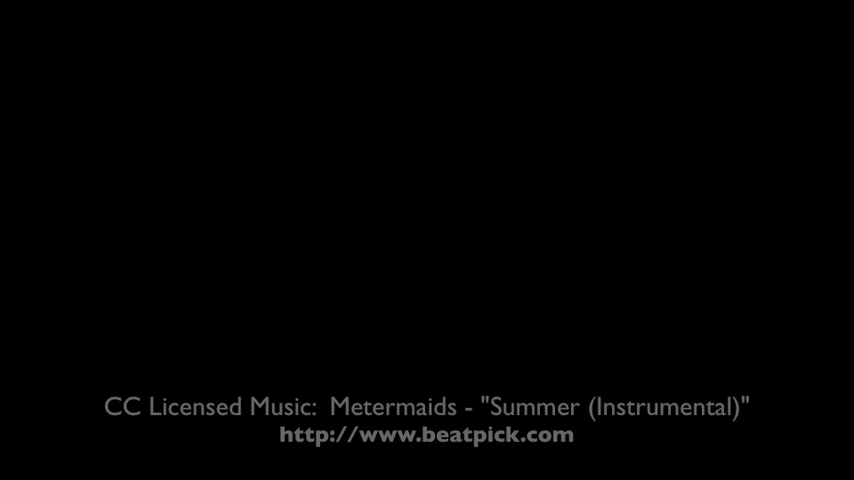 CC Licensed Music:  Metermaids - "Summer (Instrumental)"
http://www.beatpick.com